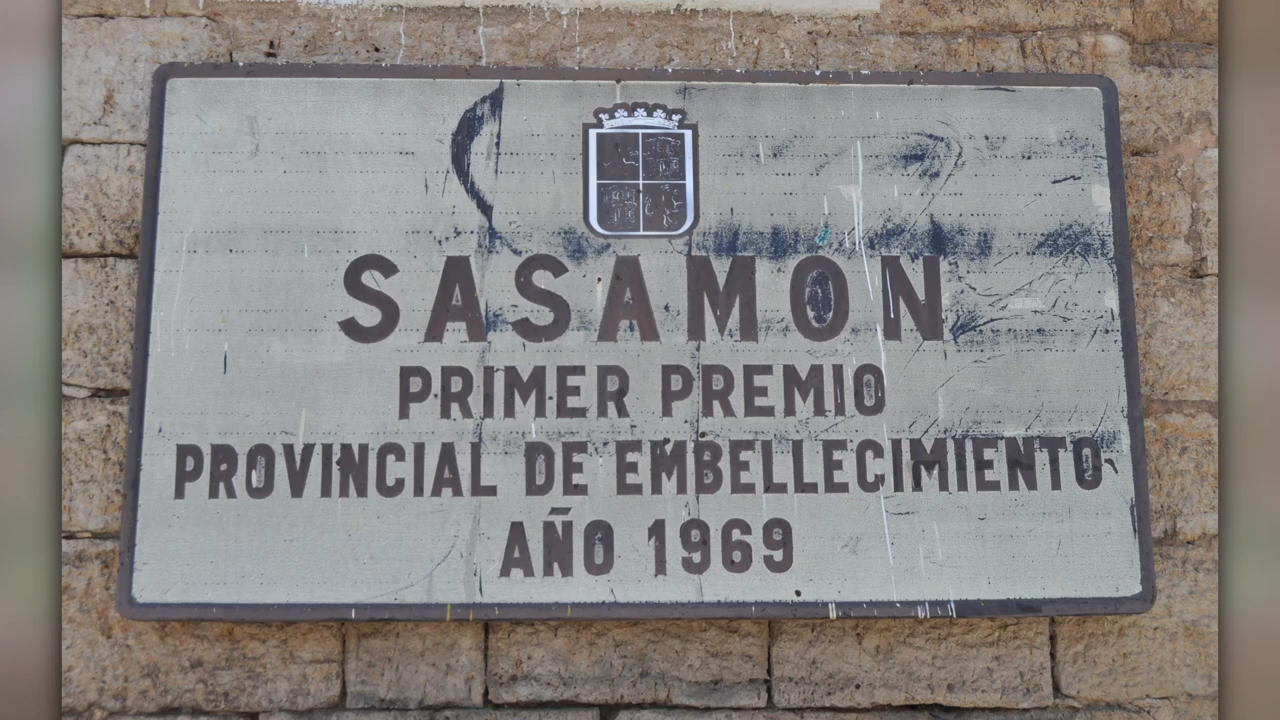 SASAMON
PRIMER PREMIO
PROVINCIAL DE EMBELLECIMIENTO
AÑO 1969